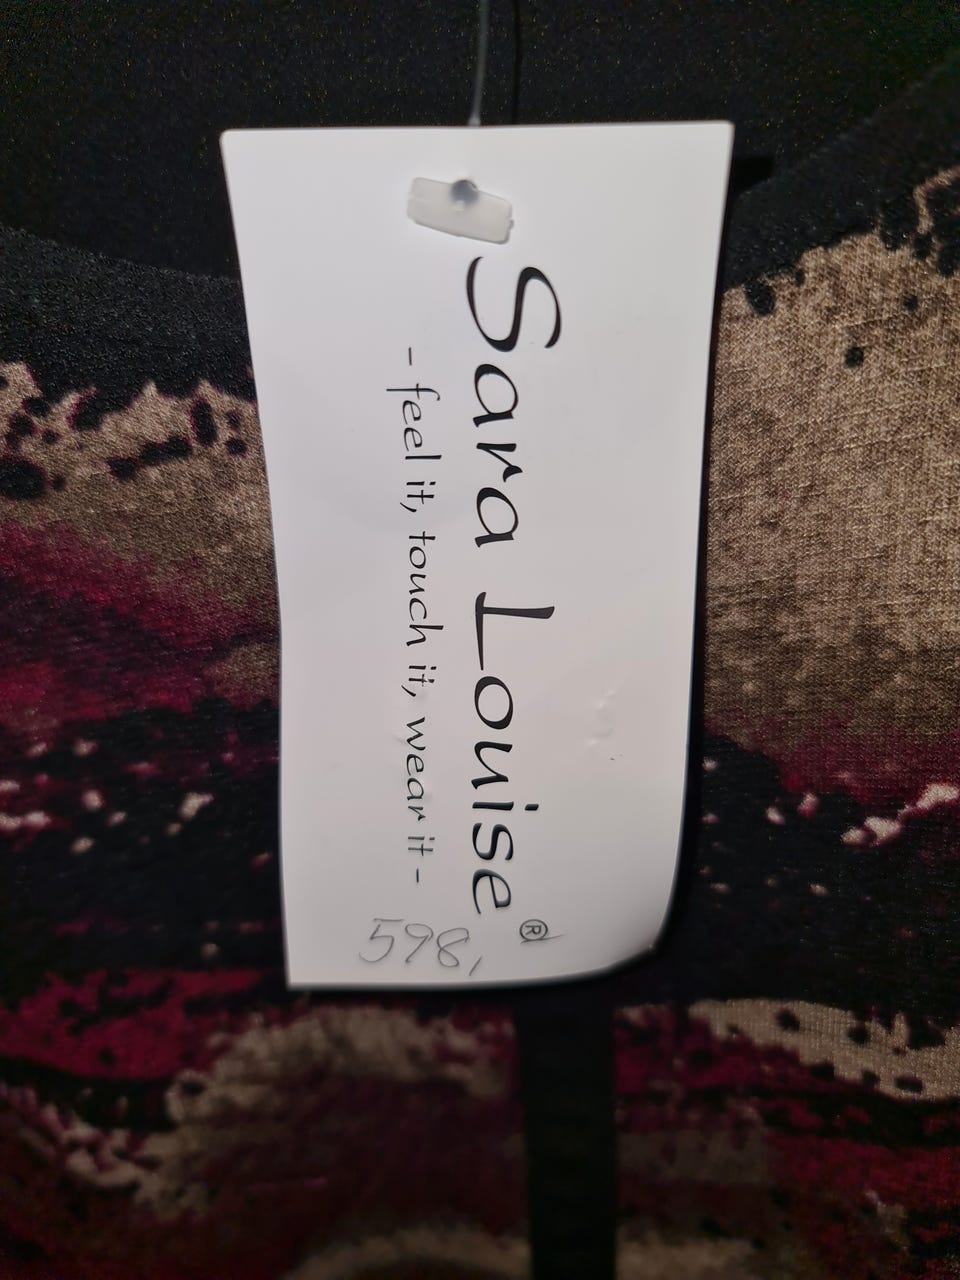 Sara Louise®
- feel it, touch it, wear it -
598,